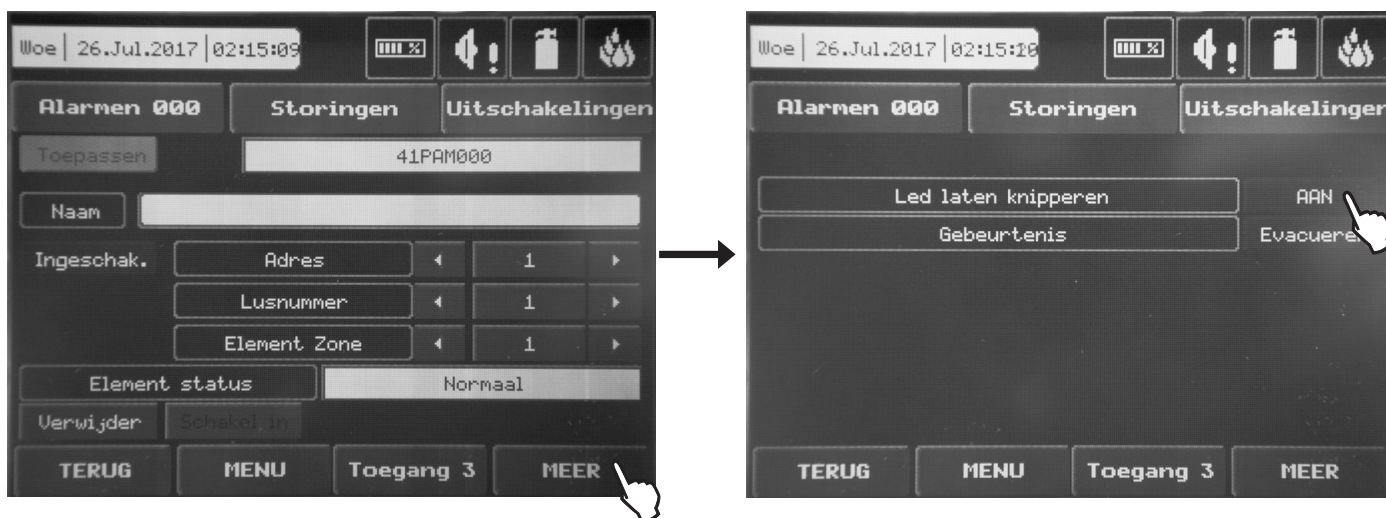 Woe 26.Jul.2017 02:15:09
Alarmen 000 Storingen Uitschakelingen
Toepassen 41PAM000
Naam
Ingeschak. Adres 1
Lusnummer 1
Element Zone 1
Element status Normaal
Verwijder Schakel in
TERUG MENU Toegang 3 MEER
Woe 26.Jul.2017 02:15:20
Alarmen 000 Storingen Uitschakelingen
Led laten knipperen AAN
Gebeurtenis Evacuere
TERUG MENU Toegang 3 MEER